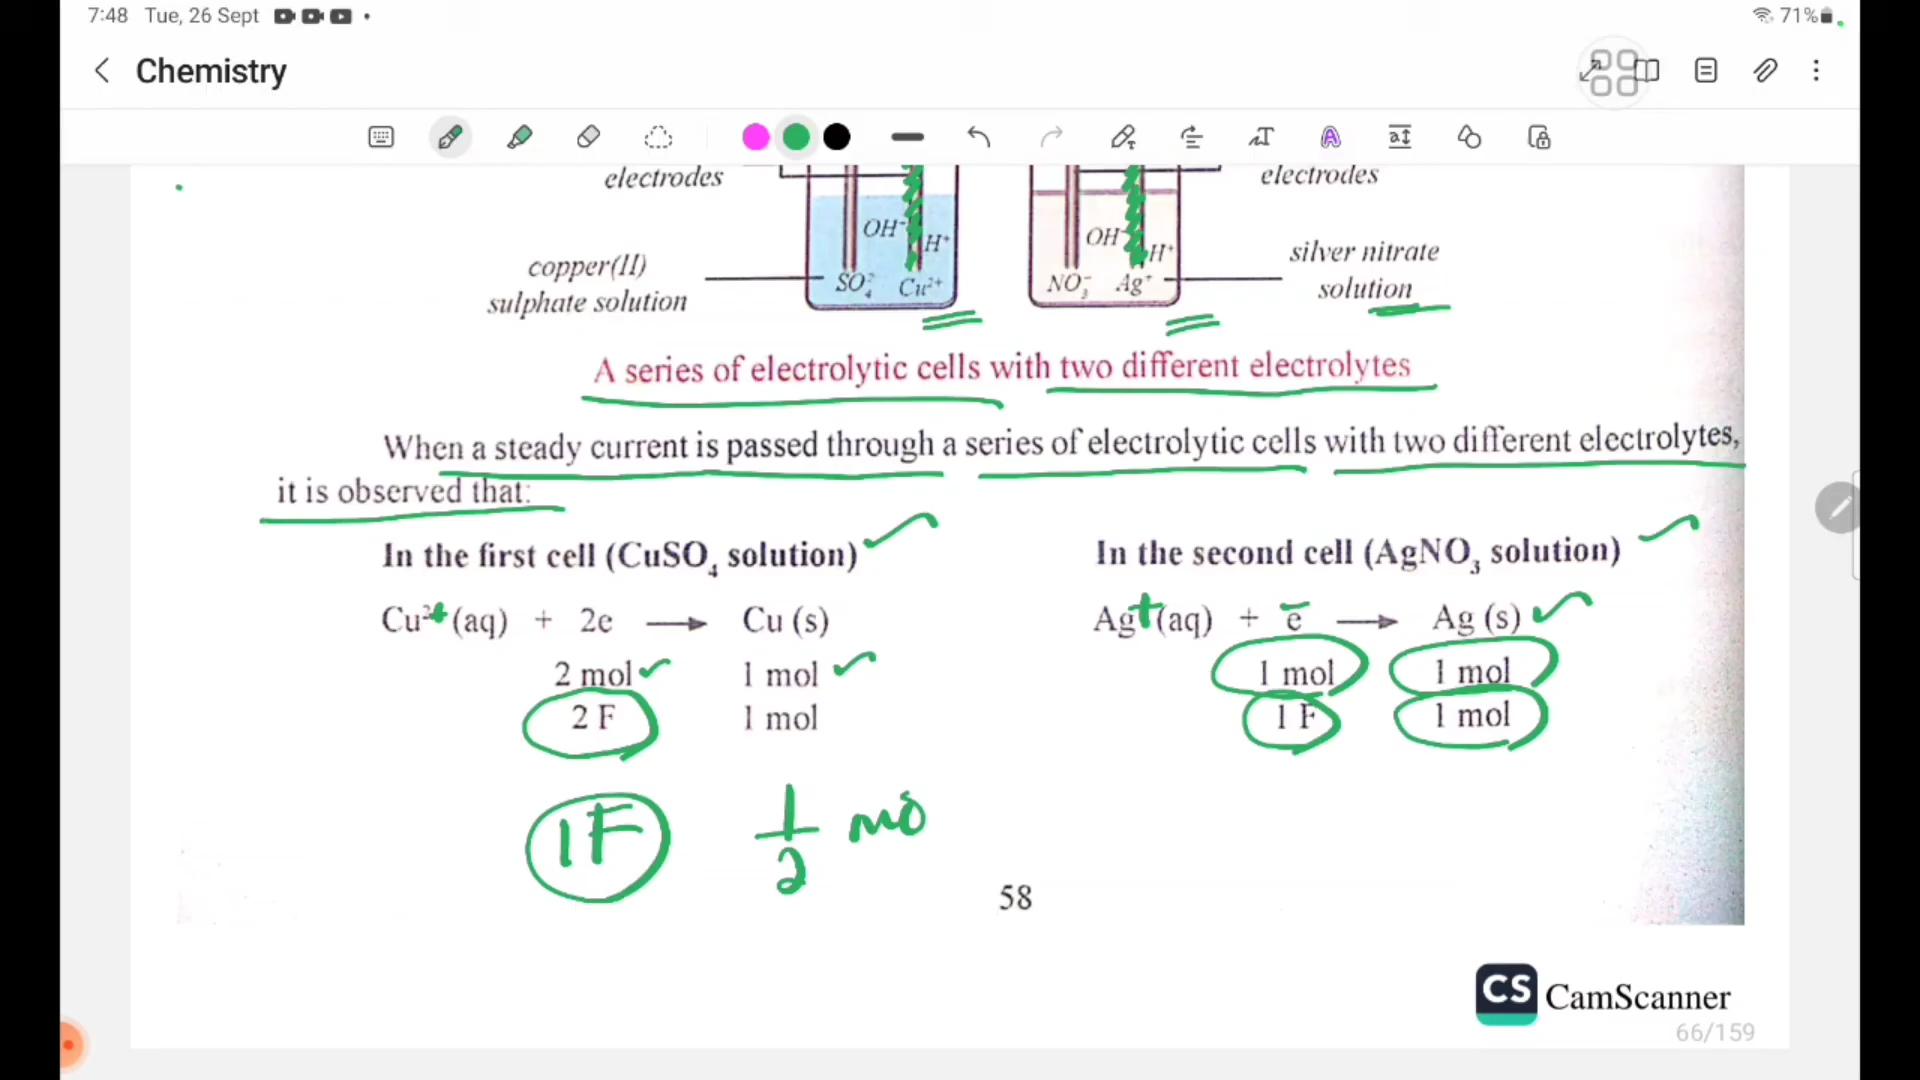 7:48 Tue, 26 Sept
71%
Chemistry
electrodes
electrodes
OH⁻
H⁺
OH⁻
H⁺
copper(II)
sulphate solution
SO₄²⁻ Cu²⁺
NO₃⁻ Ag⁺
silver nitrate
solution
A series of electrolytic cells with two different electrolytes
When a steady current is passed through a series of electrolytic cells with two different electrolytes,
it is observed that:
In the first cell (CuSO₄ solution)
In the second cell (AgNO₃ solution)
Cu²⁺ (aq) + 2e → Cu (s)
Ag⁺ (aq) + e⁻ → Ag (s)
2 mol 1 mol
1 mol 1 mol
2 F 1 mol
1 F 1 mol
1F 1/2
58
CS CamScanner
66/159